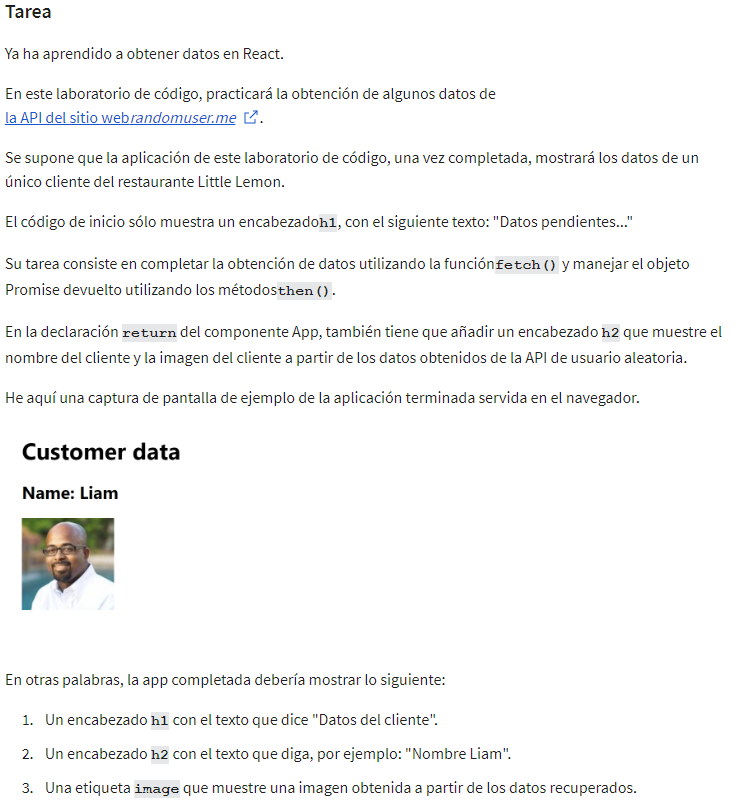 Tarea
Ya ha aprendido a obtener datos en React.
En este laboratorio de código, practicará la obtención de algunos datos de
la API del sitio webrandomuser.me .
Se supone que la aplicación de este laboratorio de código, una vez completada, mostrará los datos de un
único cliente del restaurante Little Lemon.
El código de inicio sólo muestra un encabezadoh1, con el siguiente texto: "Datos pendientes..."
Su tarea consiste en completar la obtención de datos utilizando la funciónfetch() y manejar el objeto
Promise devuelto utilizando los métodosthen().
En la declaración return del componente App, también tiene que añadir un encabezado h2 que muestre el
nombre del cliente y la imagen del cliente a partir de los datos obtenidos de la API de usuario aleatoria.
He aquí una captura de pantalla de ejemplo de la aplicación terminada servida en el navegador.
Customer data
Name: Liam
En otras palabras, la app completada debería mostrar lo siguiente:
1. Un encabezado h1 con el texto que dice "Datos del cliente".
2. Un encabezado h2 con el texto que diga, por ejemplo: "Nombre Liam".
3. Una etiqueta image que muestre una imagen obtenida a partir de los datos recuperados.